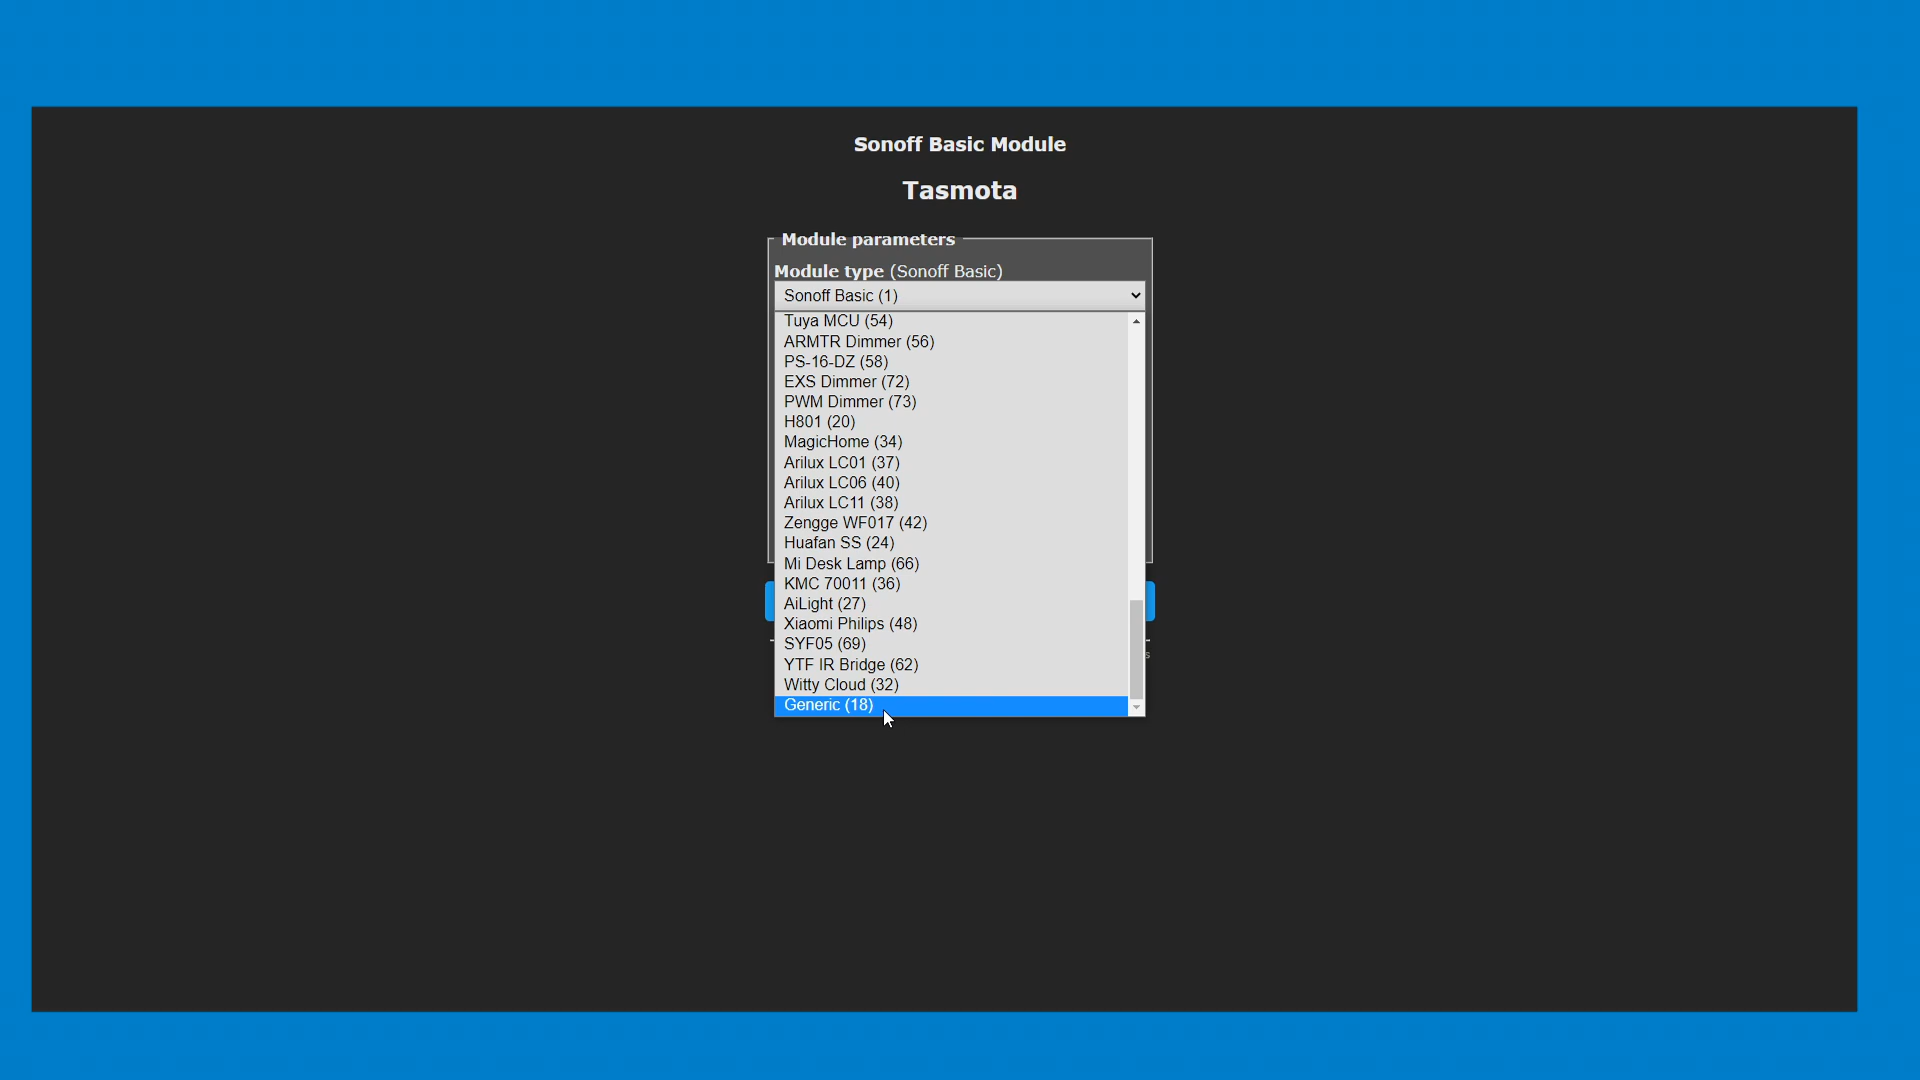 Sonoff Basic Module
Tasmota
Module parameters
Module type (Sonoff Basic)
Sonoff Basic (1)
Tuya MCU (54)
ARMTR Dimmer (56)
PS-16-DZ (58)
EXS Dimmer (72)
PWM Dimmer (73)
H801 (20)
MagicHome (34)
Arilux LC01 (37)
Arilux LC06 (40)
Arilux LC11 (38)
Zengge WF017 (42)
Huafan SS (24)
Mi Desk Lamp (66)
KMC 70011 (36)
AiLight (27)
Xiaomi Philips (48)
SYF05 (69)
s
YTF IR Bridge (62)
Witty Cloud (32)
Generic (18)